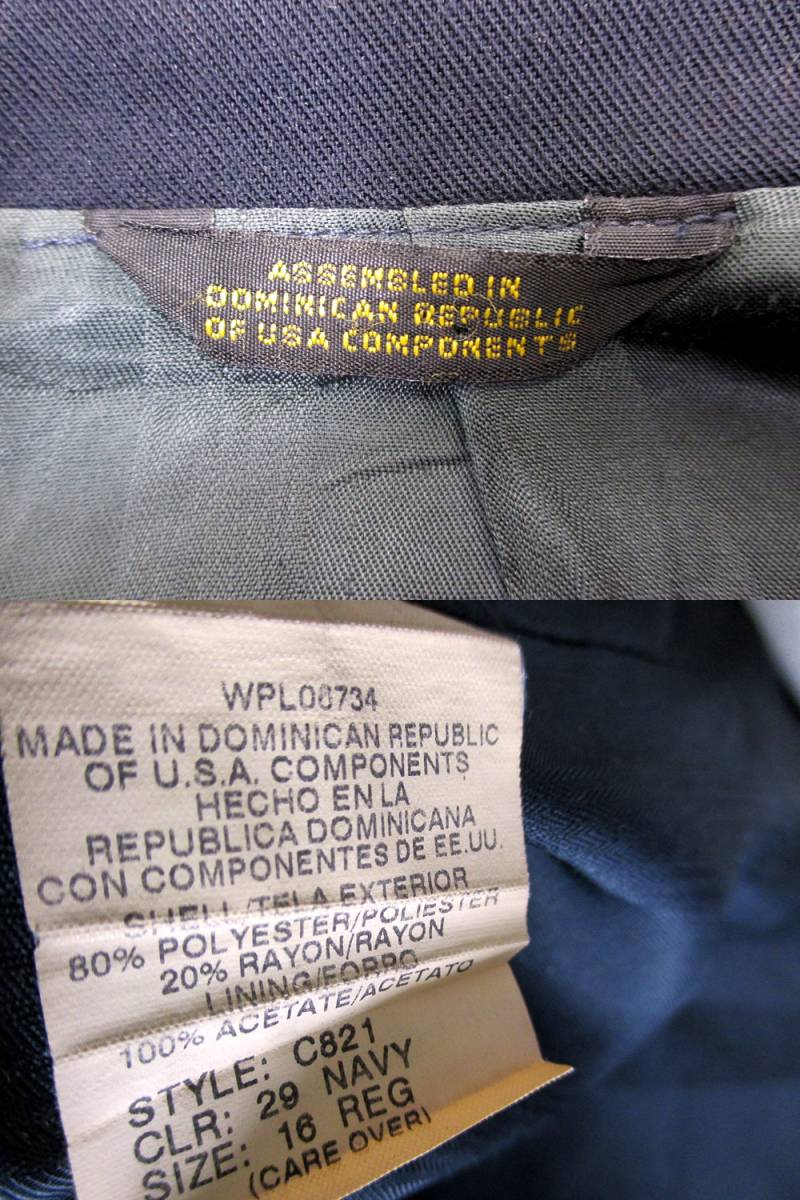 ASSEMBLED IN
DOMINICAN REPUBLIC
OF USA COMPONENTS
WPL08734
MADE IN DOMINICAN REPUBLIC
OF U.S.A. COMPONENTS
HECHO EN LA
REPUBLICA DOMINICANA
CON COMPONENTES DE EE.UU.
SHELL/TELA EXTERIOR
80% POLYESTER/POLIESTER
20% RAYON/RAYON
LINING/FORRO
100% ACETATE/ACETATO
STYLE: C821
CLR: 29 NAVY
SIZE: 16 REG
(CARE OVER)